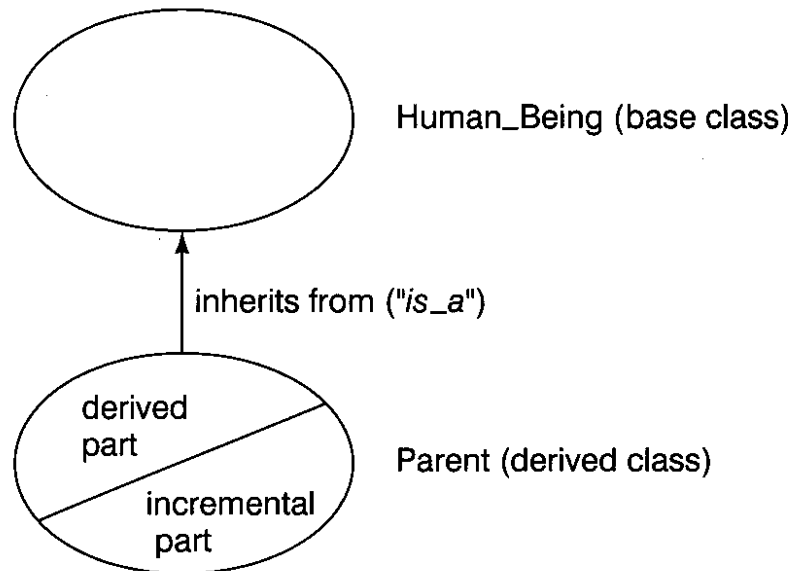 Human_Being (base class)
inherits from ("is_a")
derived
part
Parent (derived class)
incremental
part